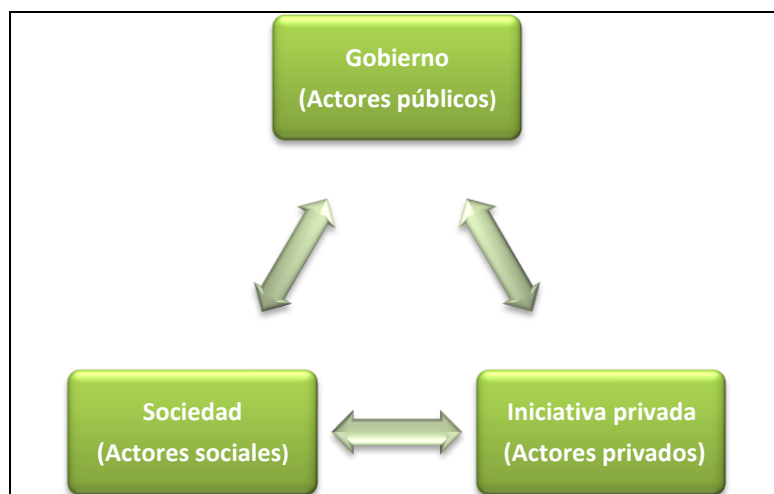 Gobierno
(Actores públicos)
Sociedad
(Actores sociales)
Iniciativa privada
(Actores privados)